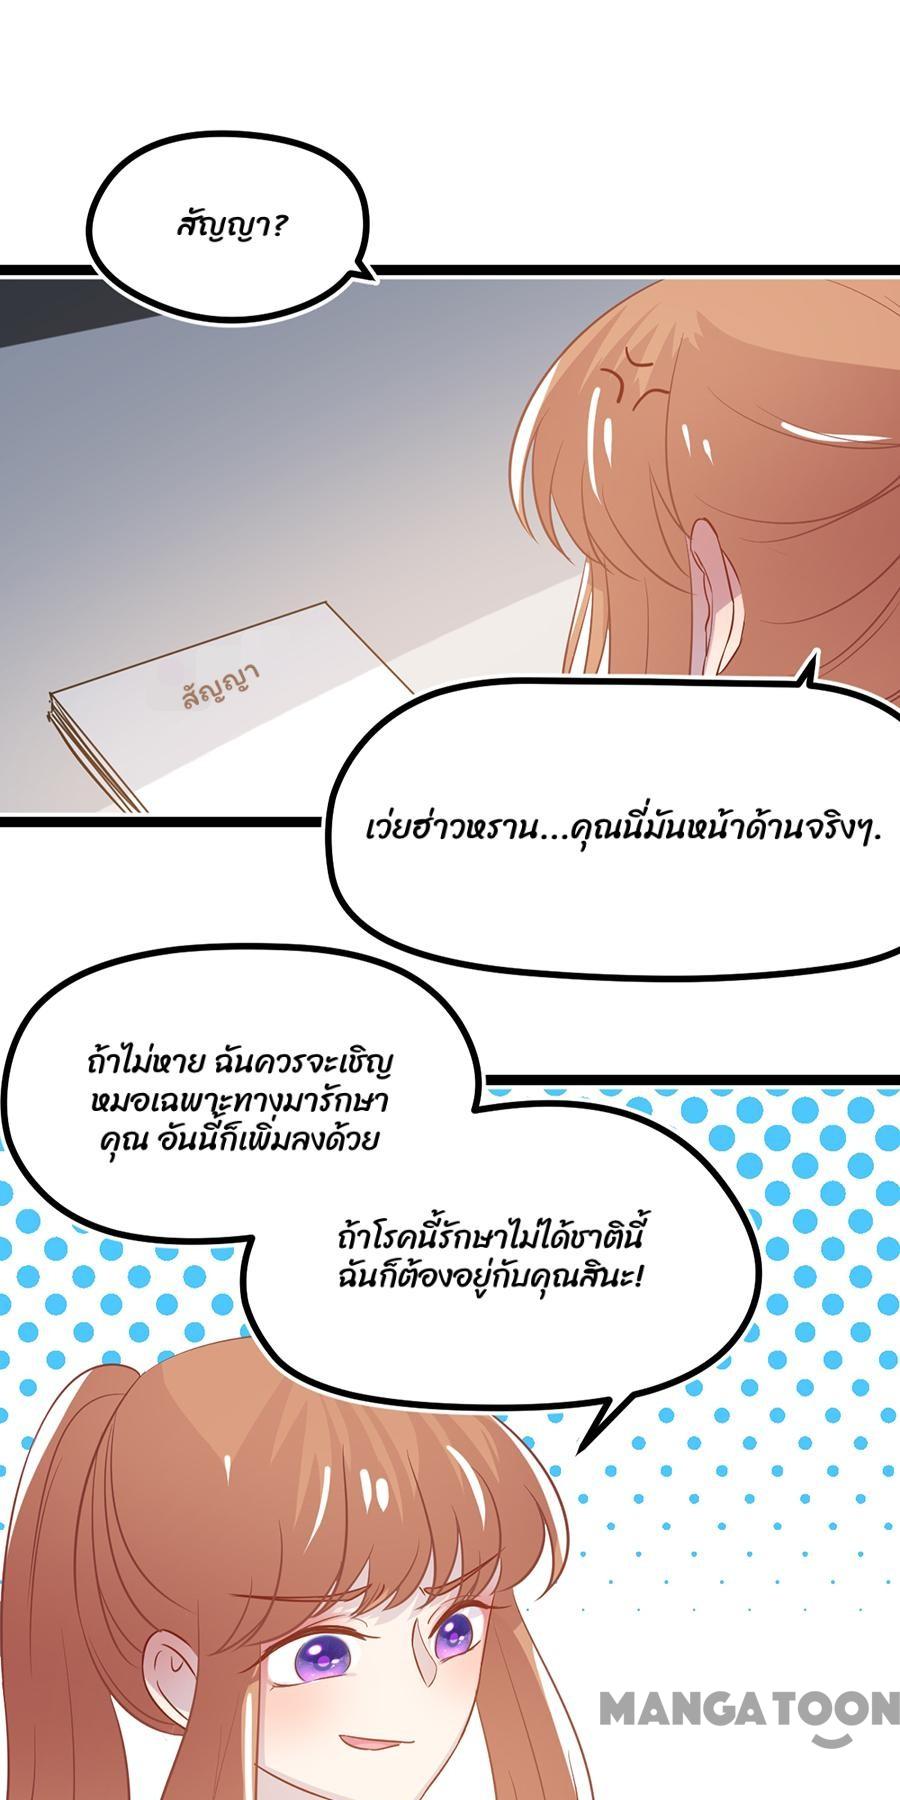 สัญญา?
สัญญา
เว่ยฮ่าวหราน...คุณนี่มันหน้าด้านจริงๆ.
ถ้าไม่หาย ฉันควรจะเชิญ
หมอเฉพาะทางมารักษา
คุณ อันนี้ก็เพิ่มลงด้วย
ถ้าโรคนี้รักษาไม่ได้ชาตินี้
ฉันก็ต้องอยู่กับคุณสินะ!
MANGATOON